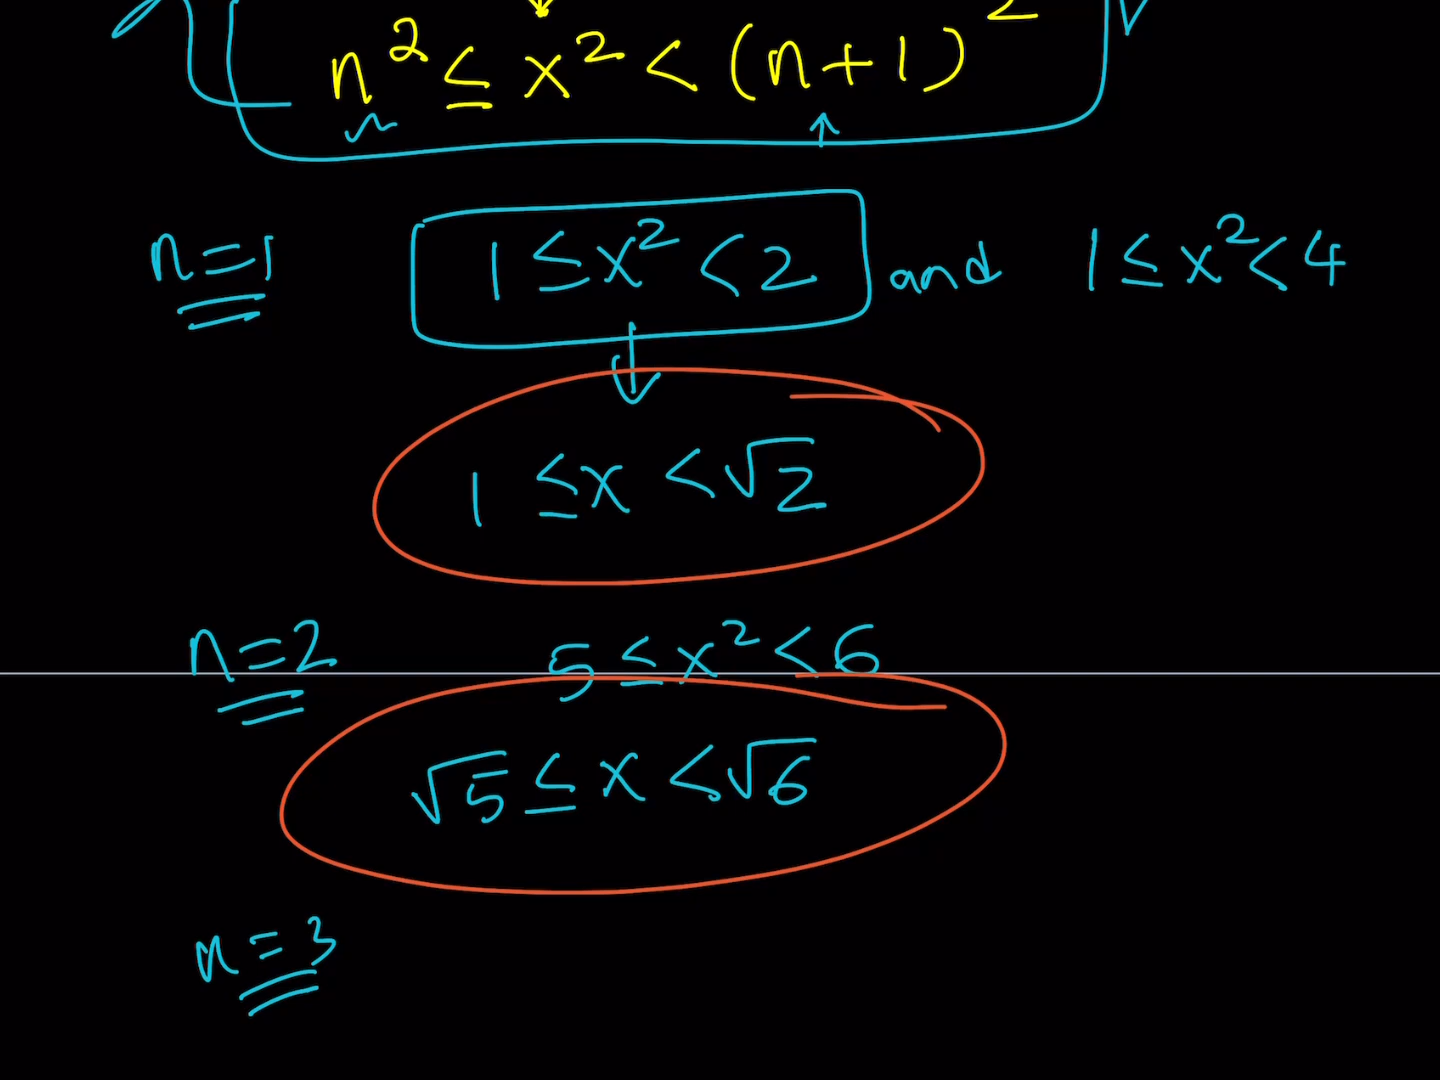 n² ≤ x² < (n+1)²
n=1 1 ≤ x² < 2 and 1 ≤ x² < 4
1 ≤ x < √2
n=2 5 ≤ x² < 6
√5 ≤ x < √6
n=3